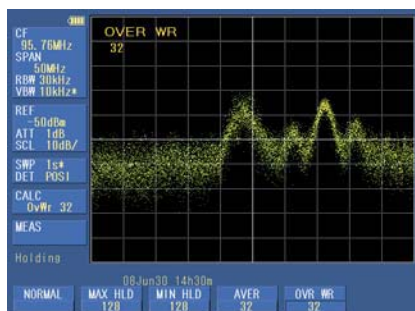 CF
95.76MHz
SPAN
50MHz
RBW 30kHz
VBW 10kHz*
REF
-50dBm
ATT 1dB
SCL 10dB/
SWP 1s*
DET POS1
CALC
OvWr 32
MEAS
Holding
OVER WR
32
08Jun30 14h30m
NORMAL
MAX HLD
128
MIN HLD
128
AVER
32
OVR WR
32